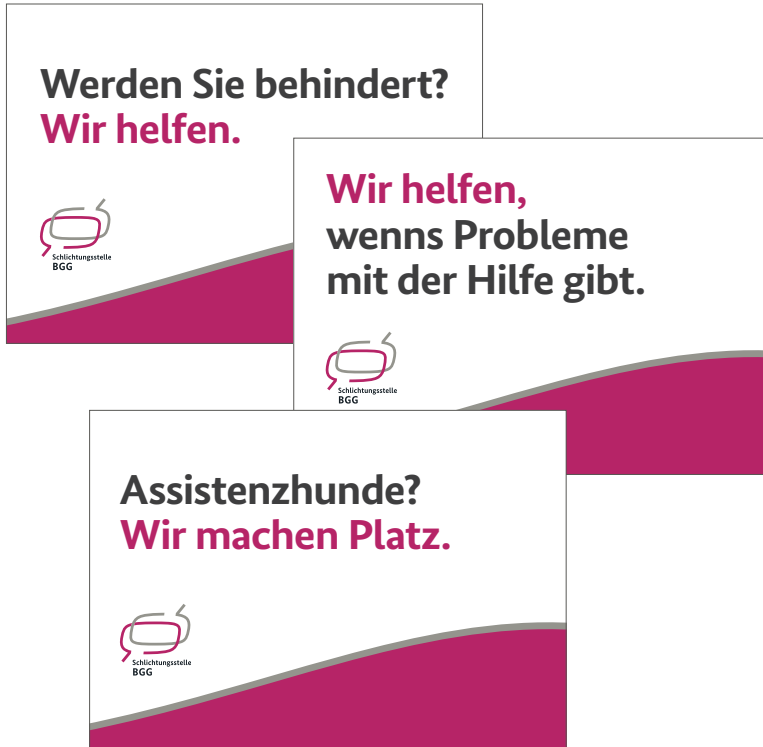 Werden Sie behindert?
Wir helfen.
Schlichtungsstelle
BGG
Wir helfen,
wenns Probleme
mit der Hilfe gibt.
Schlichtungsstelle
BGG
Assistenzhunde?
Wir machen Platz.
Schlichtungsstelle
BGG